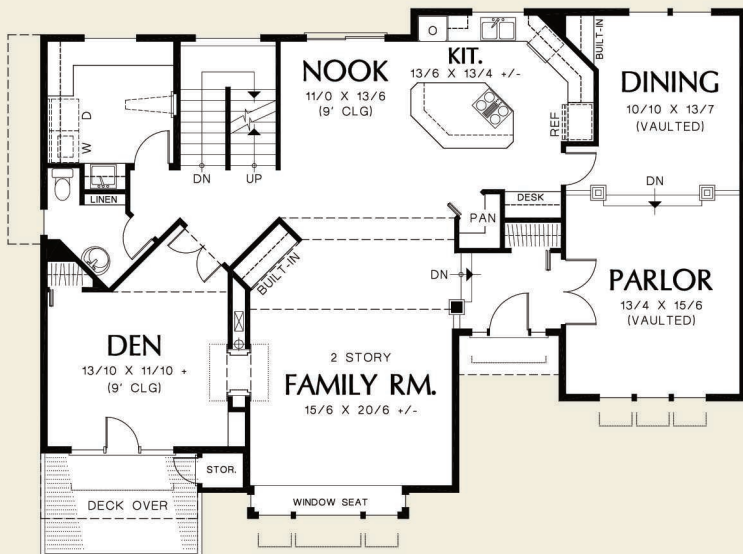 NOOK
11/0 X 13/6
(9' CLG)
KIT.
13/6 X 13/4 +/-
BUILT-IN
DINING
10/10 X 13/7
(VAULTED)
REF
D
W
LINEN
DN
UP
DESK
PAN
DN
BUILT-IN
DN
PARLOR
13/4 X 15/6
(VAULTED)
DEN
13/10 X 11/10 +
(9' CLG)
2 STORY
FAMILY RM.
15/6 X 20/6 +/-
STOR.
DECK OVER
WINDOW SEAT